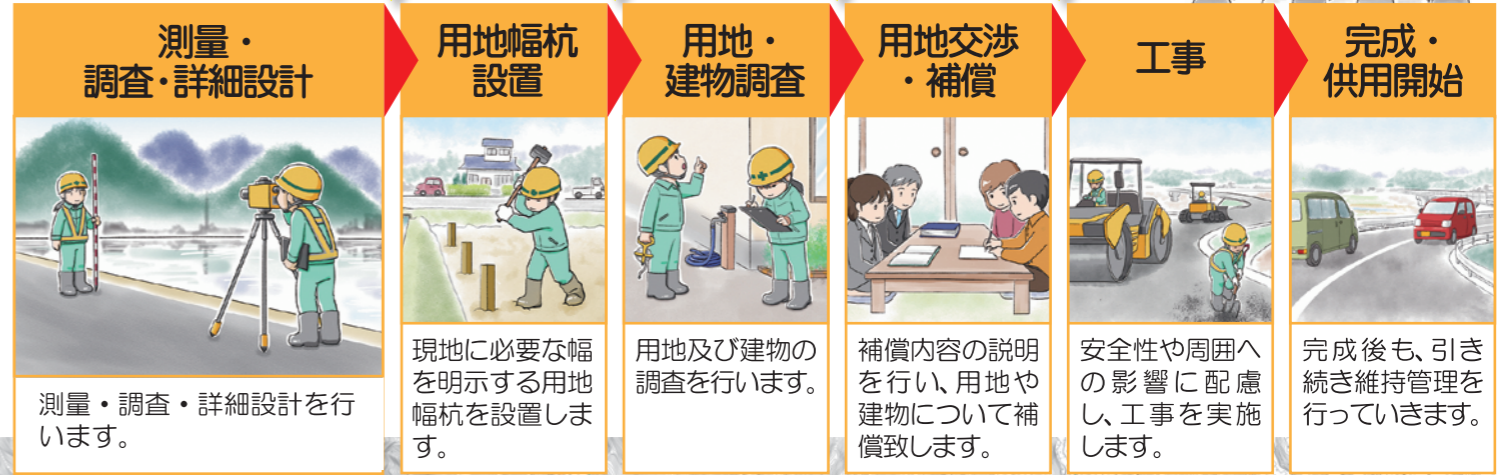 測量・
調査・詳細設計
用地幅杭
設置
用地・
建物調査
用地交渉
・補償
工事
完成・
供用開始
測量・調査・詳細設計を行
います。
現地に必要な幅
を明示する用地
幅杭を設置しま
す。
用地及び建物の
調査を行います。
補償内容の説明
を行い、用地や
建物について補
償致します。
安全性や周囲へ
の影響に配慮
し、工事を実施
します。
完成後も、引き
続き維持管理を
行っていきます。